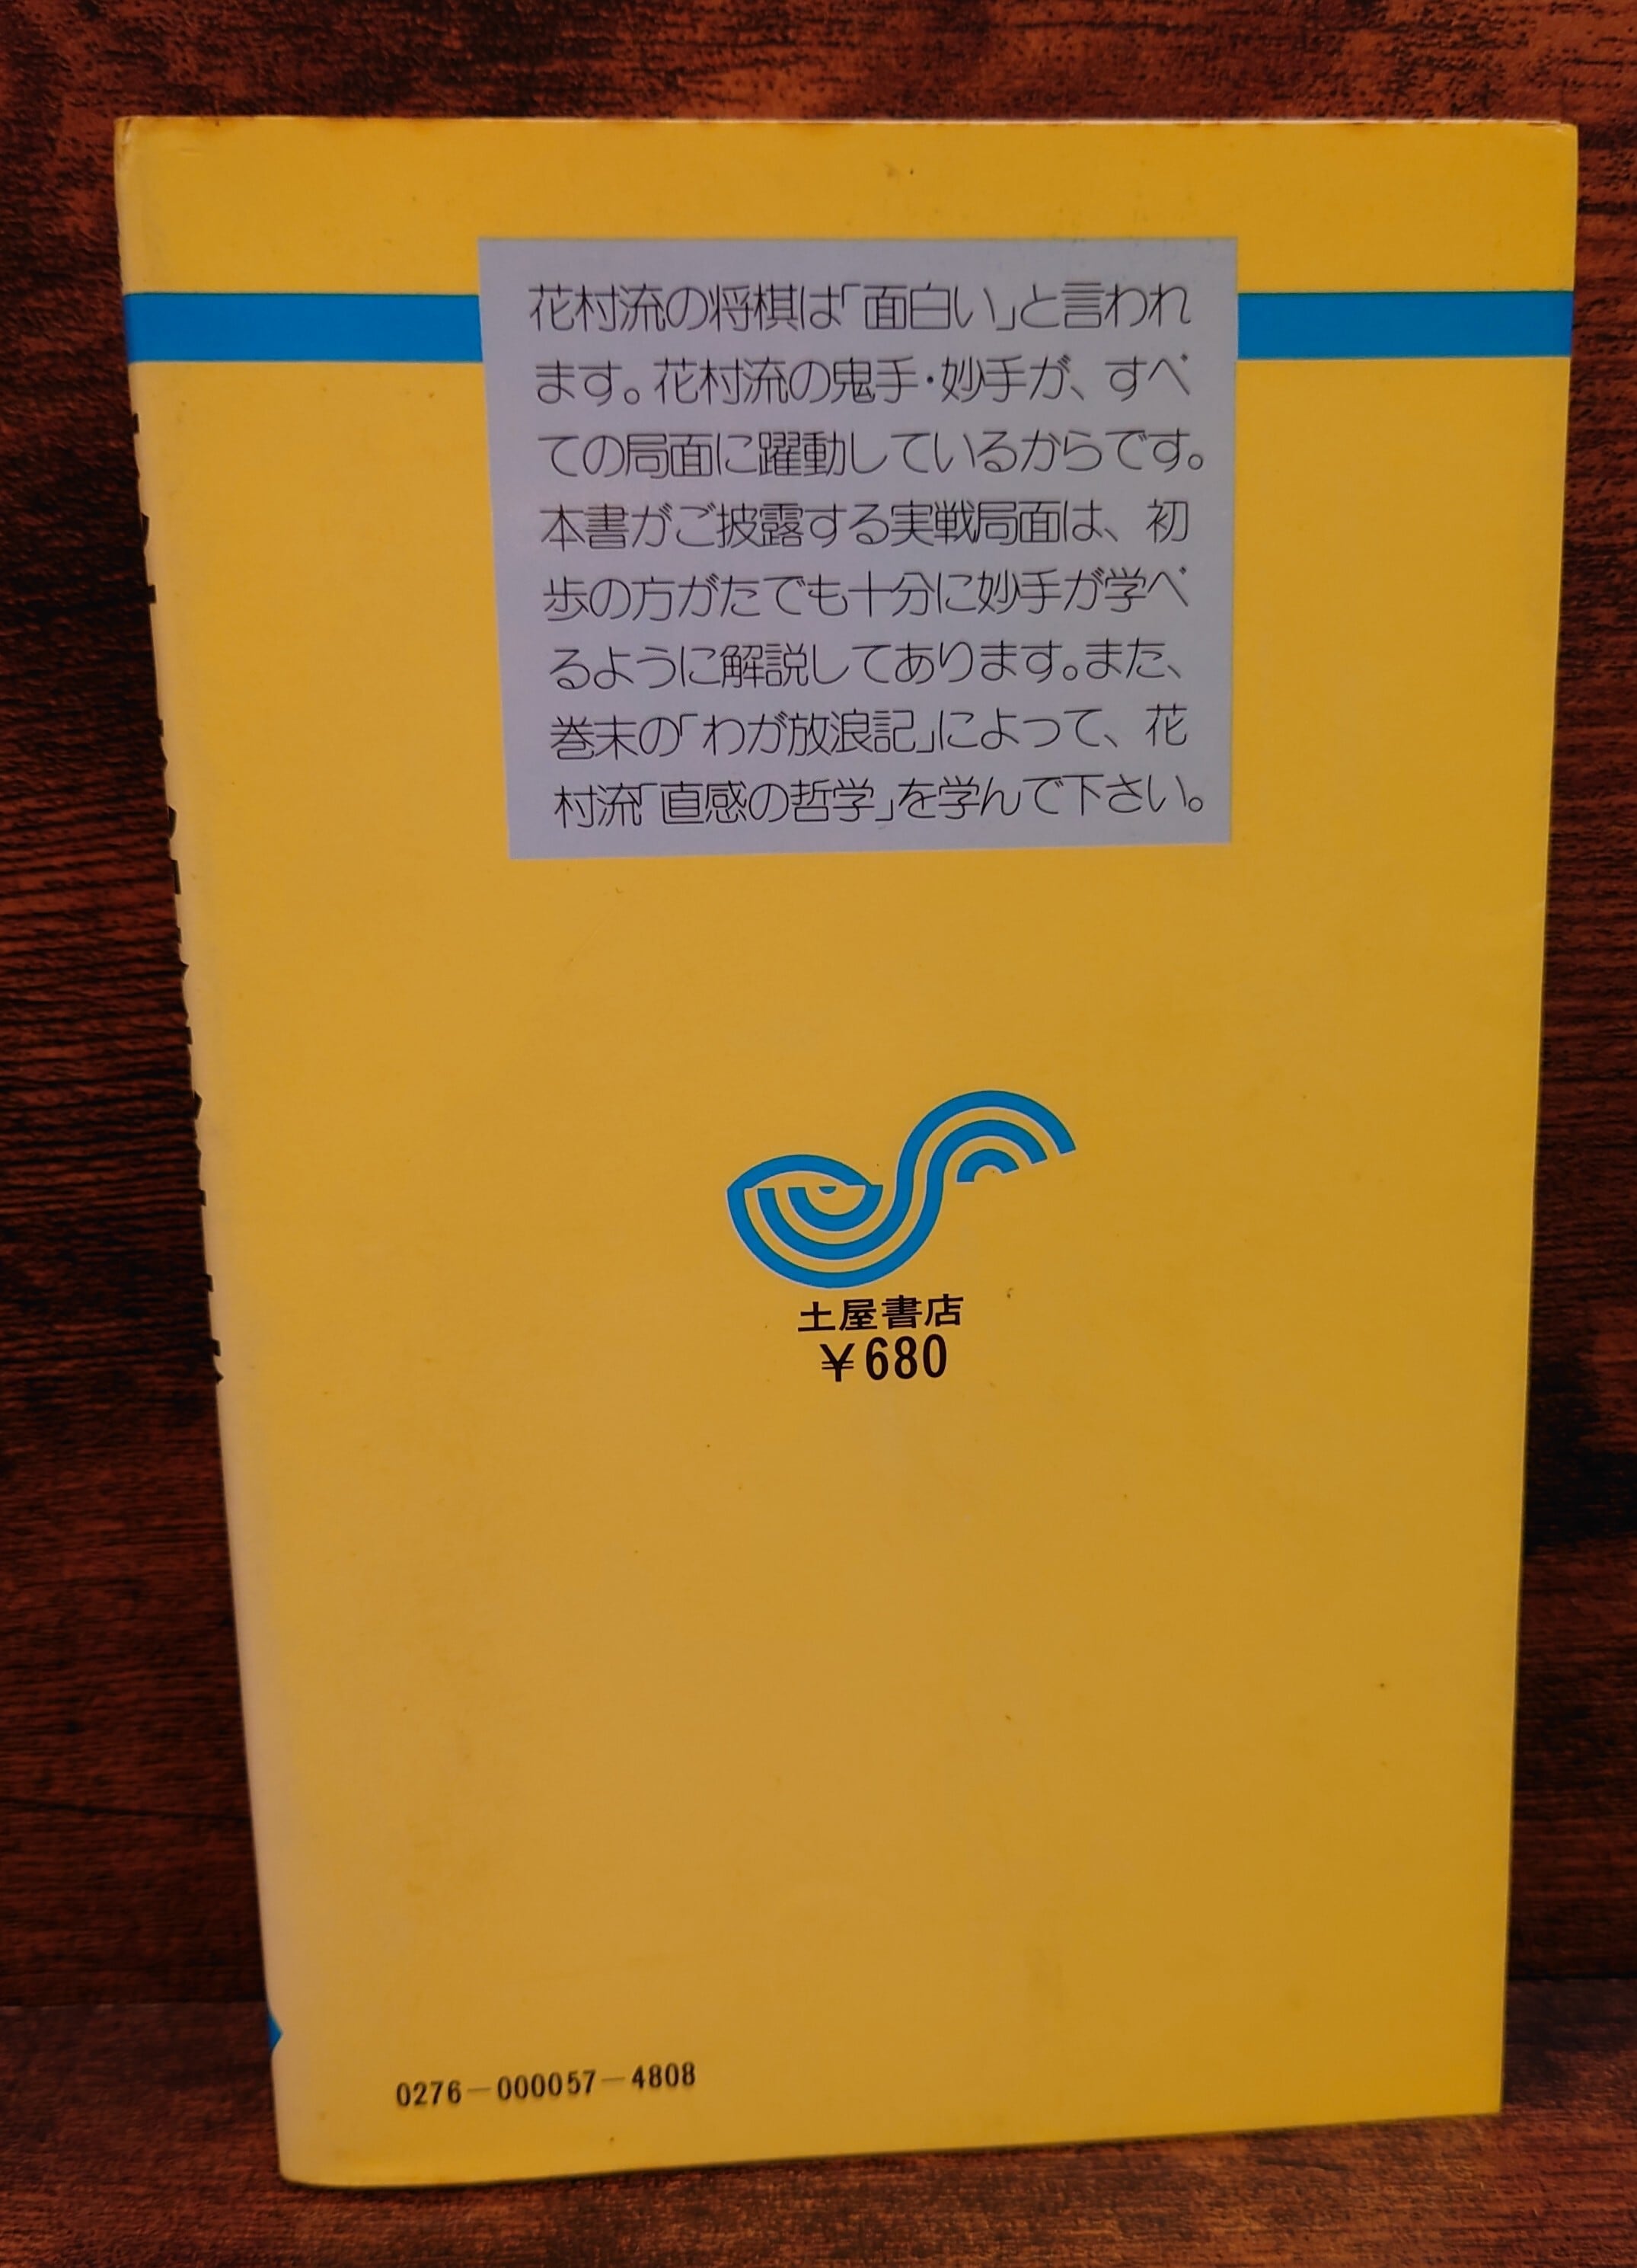 花村流の将棋は「面白い」と言われ
ます。花村流の鬼手・妙手が、すべ
ての局面に躍動しているからです。
本書がご披露する実戦局面は、初
歩の方がたでも十分に妙手が学べ
るように解説してあります。また、
巻末の「わが放浪記」によって、花
村流「直感の哲学」を学んで下さい。
土屋書店
¥680
0276-000057-4808